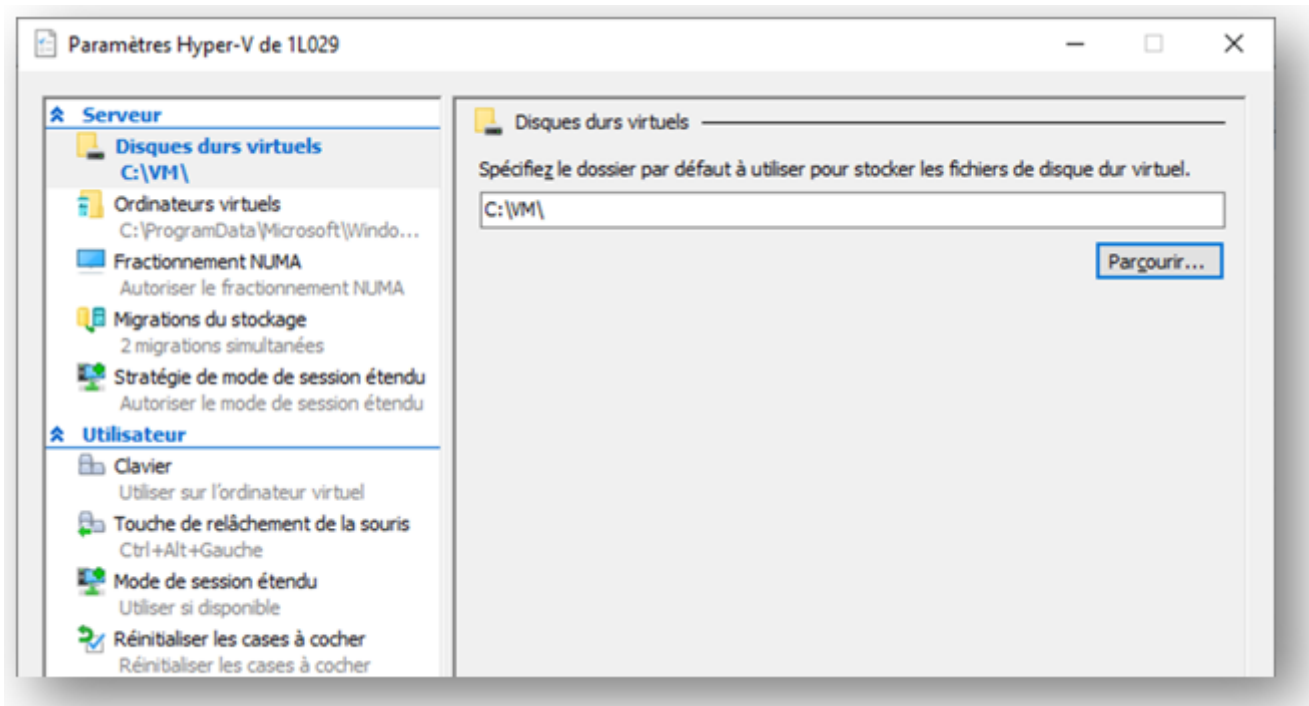 Paramètres Hyper-V de 1L029
Serveur
Disques durs virtuels
C:\VM\
Ordinateurs virtuels
C:\ProgramData\Microsoft\Windo...
Fractionnement NUMA
Autoriser le fractionnement NUMA
Migrations du stockage
2 migrations simultanées
Stratégie de mode de session étendu
Autoriser le mode de session étendu
Utilisateur
Clavier
Utiliser sur l'ordinateur virtuel
Touche de relâchement de la souris
Ctrl+Alt+Gauche
Mode de session étendu
Utiliser si disponible
Réinitialiser les cases à cocher
Réinitialiser les cases à cocher
Disques durs virtuels
Spécifiez le dossier par défaut à utiliser pour stocker les fichiers de disque dur virtuel.
C:\VM\
Parcourir...